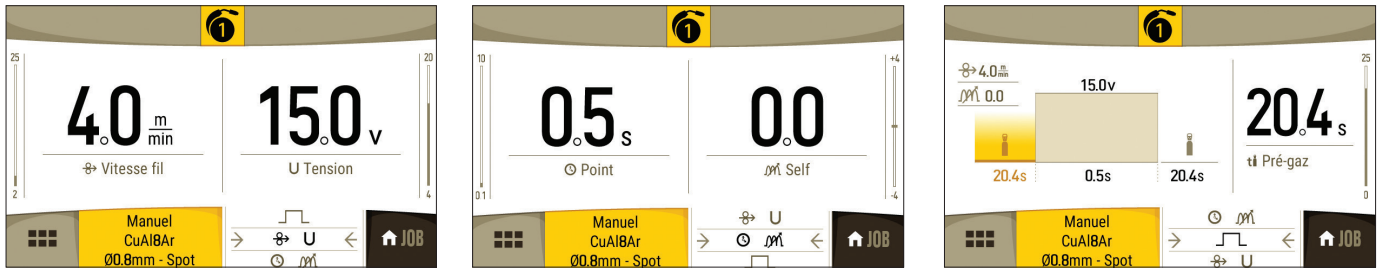 1
25
20
4.0 m/min
15.0 v
Vitesse fil
U Tension
2
4
Manuel
CuAl8Ar
Ø0.8mm - Spot
U
JOB
1
10
+4
0.5 s
0.0
Point
Self
0.1
-4
Manuel
CuAl8Ar
Ø0.8mm - Spot
U
JOB
1
25
4.0 m/min
0.0
15.0v
20.4 s
Pré-gaz
20.4s
0.5s
20.4s
0
Manuel
CuAl8Ar
Ø0.8mm - Spot
U
JOB